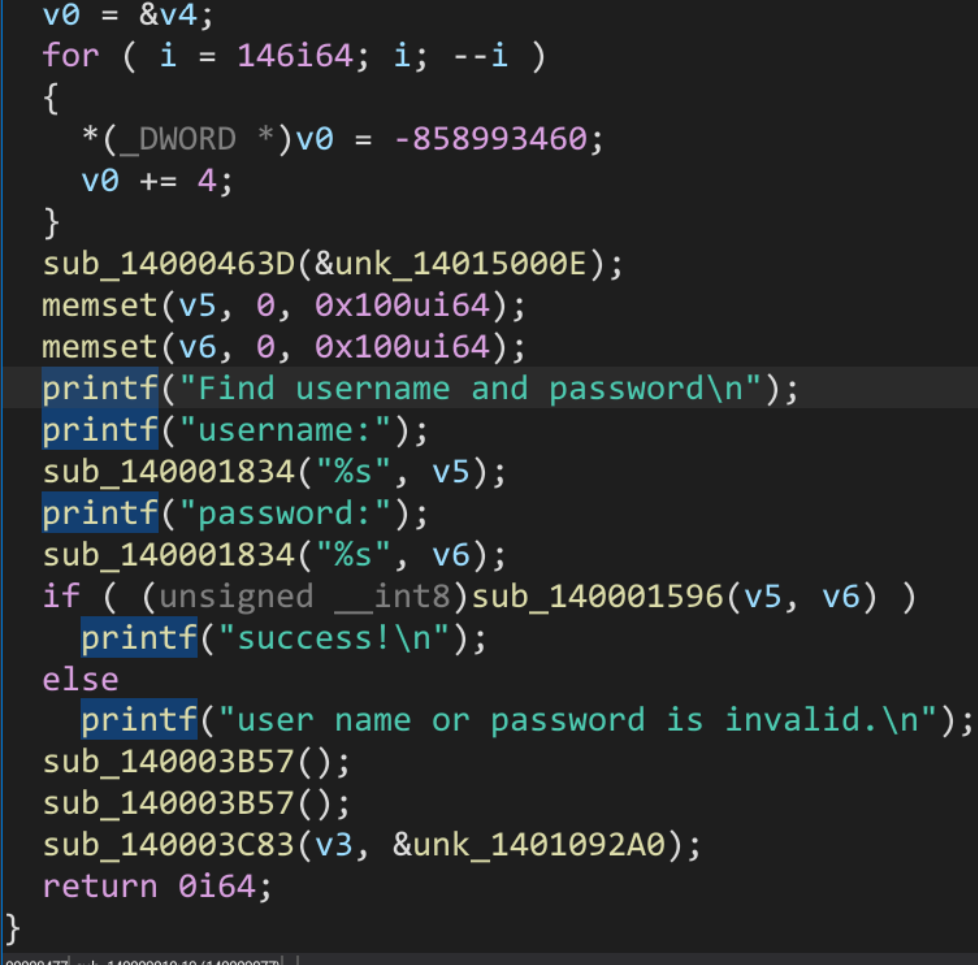 v0 = &v4;
for ( i = 146i64; i; --i )
{
*(_DWORD *)v0 = -858993460;
v0 += 4;
}
sub_14000463D(&unk_14015000E);
memset(v5, 0, 0x100ui64);
memset(v6, 0, 0x100ui64);
printf("Find username and password\n");
printf("username:");
sub_140001834("%s", v5);
printf("password:");
sub_140001834("%s", v6);
if ( (unsigned __int8)sub_140001596(v5, v6) )
printf("success!\n");
else
printf("user name or password is invalid.\n");
sub_140003B57();
sub_140003B57();
sub_140003C83(v3, &unk_1401092A0);
return 0i64;
}